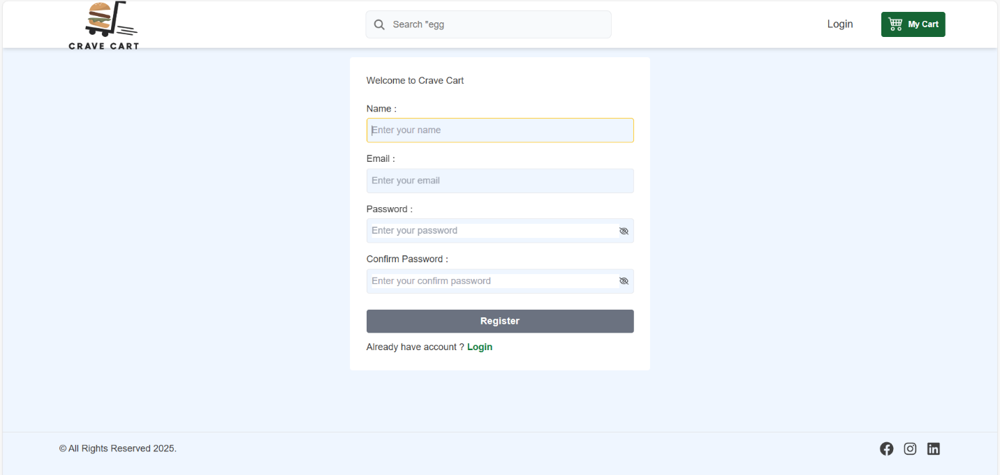 CRAVE CART
Search "egg
Login
My Cart
Welcome to Crave Cart
Name :
Enter your name
Email :
Enter your email
Password :
Enter your password
Confirm Password :
Enter your confirm password
Register
Already have account ? Login
© All Rights Reserved 2025.
in